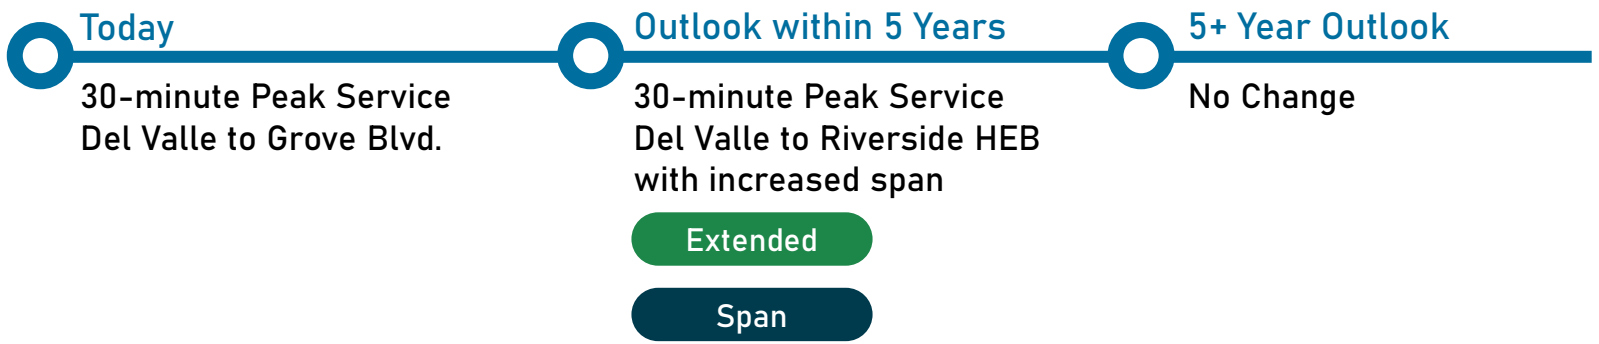 Today
30-minute Peak Service
Del Valle to Grove Blvd.
Outlook within 5 Years
30-minute Peak Service
Del Valle to Riverside HEB
with increased span
Extended
Span
5+ Year Outlook
No Change